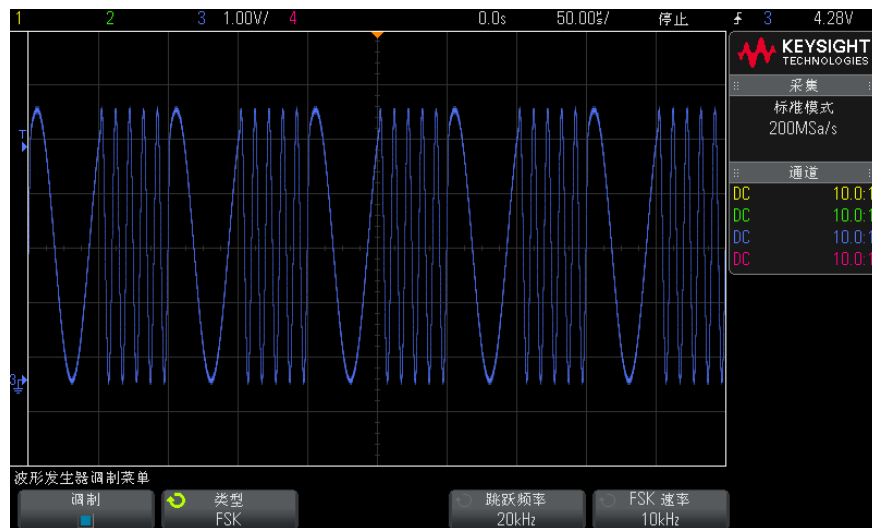 1 2 3 1.00V/ 4 0.0s 50.00㎲/ 停止 3 4.28V
KEYSIGHT
TECHNOLOGIES
采集
标准模式
200MSa/s
通道
DC 10.0:1
DC 10.0:1
DC 10.0:1
DC 10.0:1
T
3
波形发生器调制菜单
调制
类型
FSK
跳跃频率
20kHz
FSK 速率
10kHz